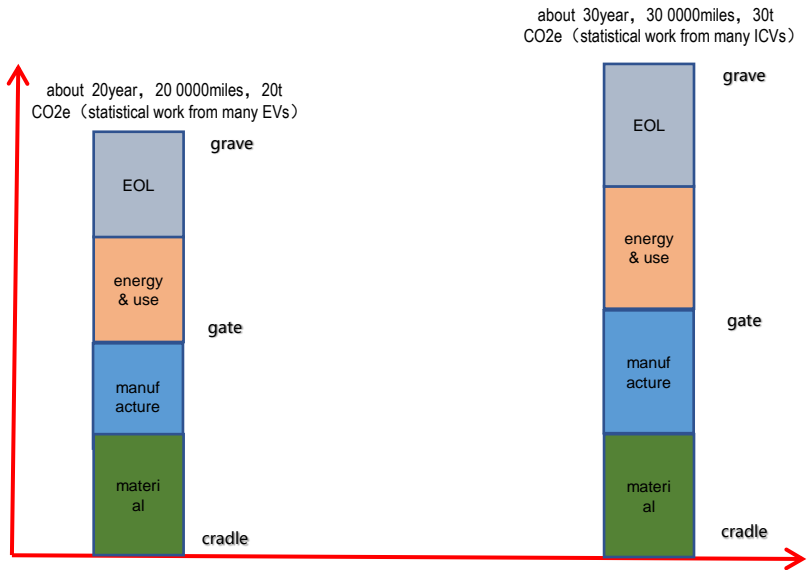 about 20year，20 0000miles，20t
CO2e（statistical work from many EVs）
grave
EOL
energy
& use
gate
manuf
acture
materi
al
cradle
about 30year，30 0000miles，30t
CO2e（statistical work from many ICVs）
grave
EOL
energy
& use
gate
manuf
acture
materi
al
cradle